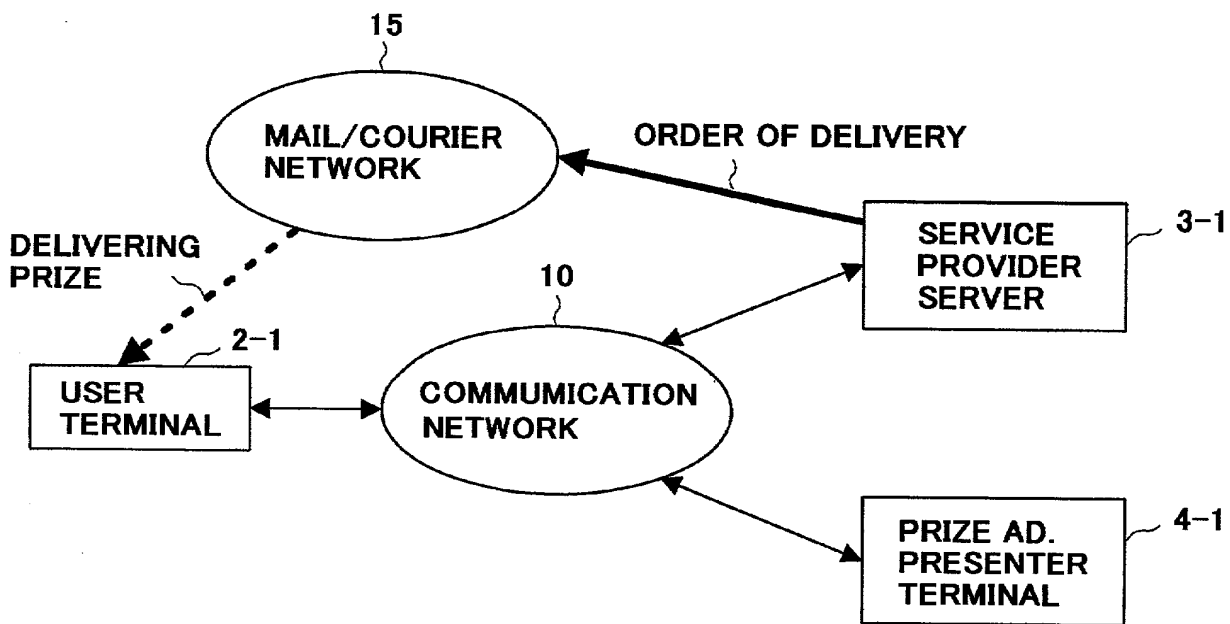 15
MAIL/COURIER
NETWORK
ORDER OF DELIVERY
DELIVERING
PRIZE
SERVICE
PROVIDER
SERVER
3-1
10
2-1
USER
TERMINAL
COMMUMICATION
NETWORK
PRIZE AD.
PRESENTER
TERMINAL
4-1